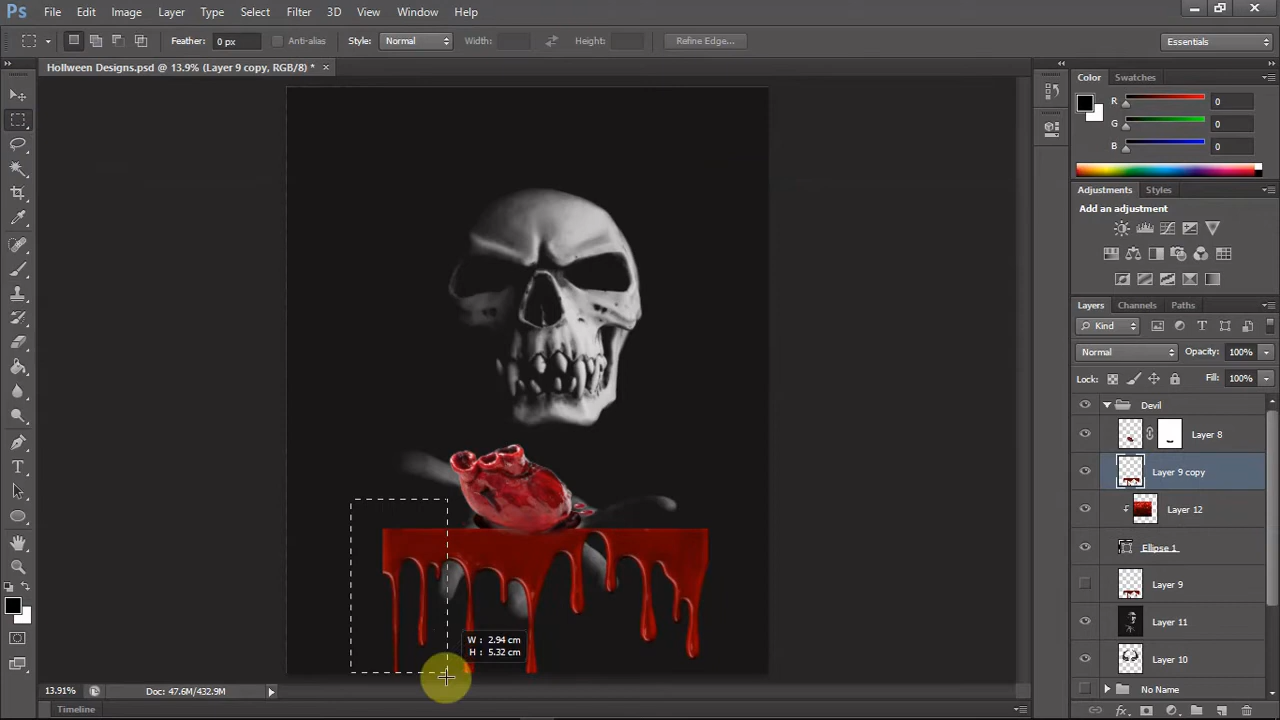 Ps File Edit Image Layer Type Select Filter 3D View Window Help
Feather: 0 px Anti-alias Style: Normal Width: Height: Refine Edge... Essentials
Hollween Designs.psd @ 13.9% (Layer 9 copy, RGB/8) * ×
Color Swatches
R 0
G 0
B 0
Adjustments Styles
Add an adjustment
Layers Channels Paths
Kind
Normal Opacity: 100%
Lock: Fill: 100%
Devil
Layer 8
Layer 9 copy
Layer 12
Ellipse 1
Layer 9
Layer 11
Layer 10
No Name
W : 2.94 cm
H : 5.32 cm
13.91% Doc: 47.6M/432.9M
Timeline
fx